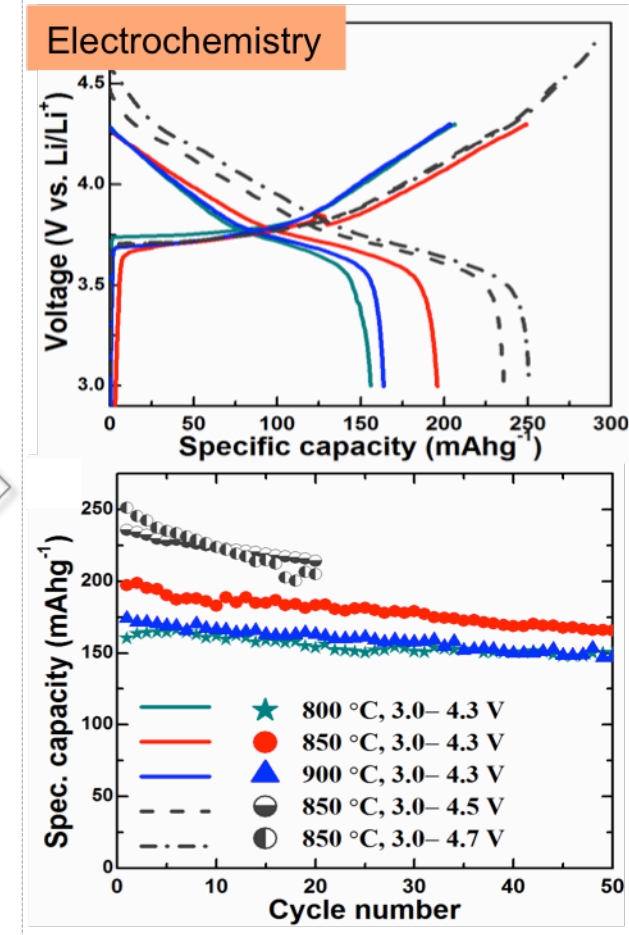 Electrochemistry
Voltage (V vs. Li/Li⁺)
4.5
4.0
3.5
3.0
0 50 100 150 200 250 300
Specific capacity (mAhg⁻¹)
Spec. capacity (mAhg⁻¹)
250
200
150
100
50
0
800 °C, 3.0– 4.3 V
850 °C, 3.0– 4.3 V
900 °C, 3.0– 4.3 V
850 °C, 3.0– 4.5 V
850 °C, 3.0– 4.7 V
0 10 20 30 40 50
Cycle number